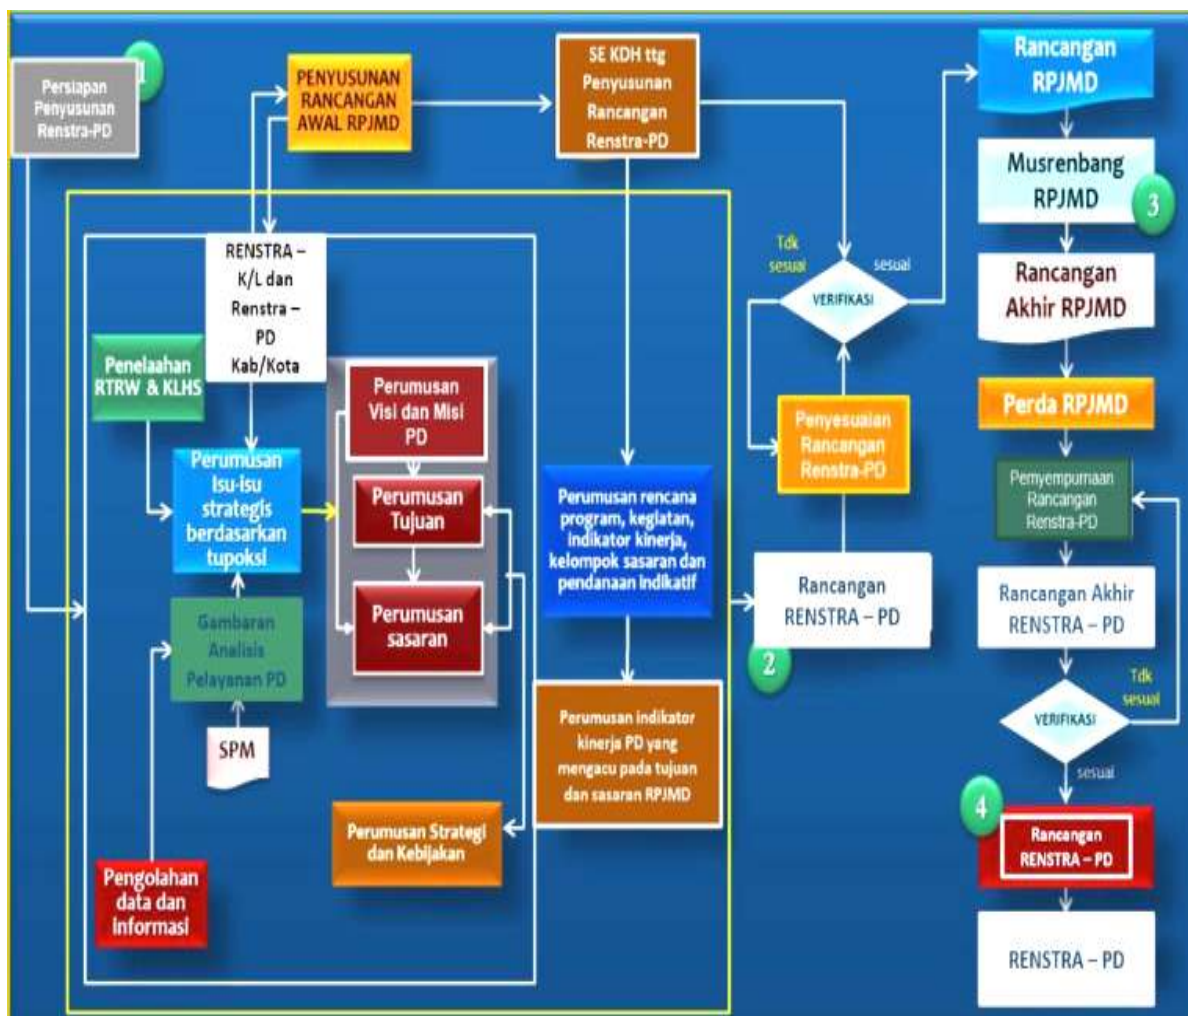 Persiapan
Penyusunan
Renstra-PD
1
PENYUSUNAN
RANCANGAN
AWAL RPJMD
SE KDH ttg
Penyusunan
Rancangan
Renstra-PD
Rancangan
RPJMD
Musrenbang
RPJMD
3
Rancangan
Akhir RPJMD
Perda RPJMD
Pemyempurnaan
Rancangan
Renstra-PD
Rancangan Akhir
RENSTRA – PD
Tdk
sesuai
VERIFIKASI
sesuai
4
Rancangan
RENSTRA – PD
RENSTRA – PD
Tdk
sesuai
sesuai
VERIFIKASI
Penyesuaian
Rancangan
Renstra-PD
Rancangan
RENSTRA – PD
2
RENSTRA –
K/L dan
Renstra –
PD
Kab/Kota
Penelaahan
RTRW & KLHS
Perumusan
Isu-isu
strategis
berdasarkan
tupoksi
Gambaran
Analisis
Pelayanan PD
SPM
Pengolahan
data dan
informasi
Perumusan
Visi dan Misi
PD
Perumusan
Tujuan
Perumusan
sasaran
Perumusan Strategi
dan Kebijakan
Perumusan rencana
program, kegiatan,
indikator kinerja,
kelompok sasaran dan
pendanaan indikatif
Perumusan indikator
kinerja PD yang
mengacu pada tujuan
dan sasaran RPJMD